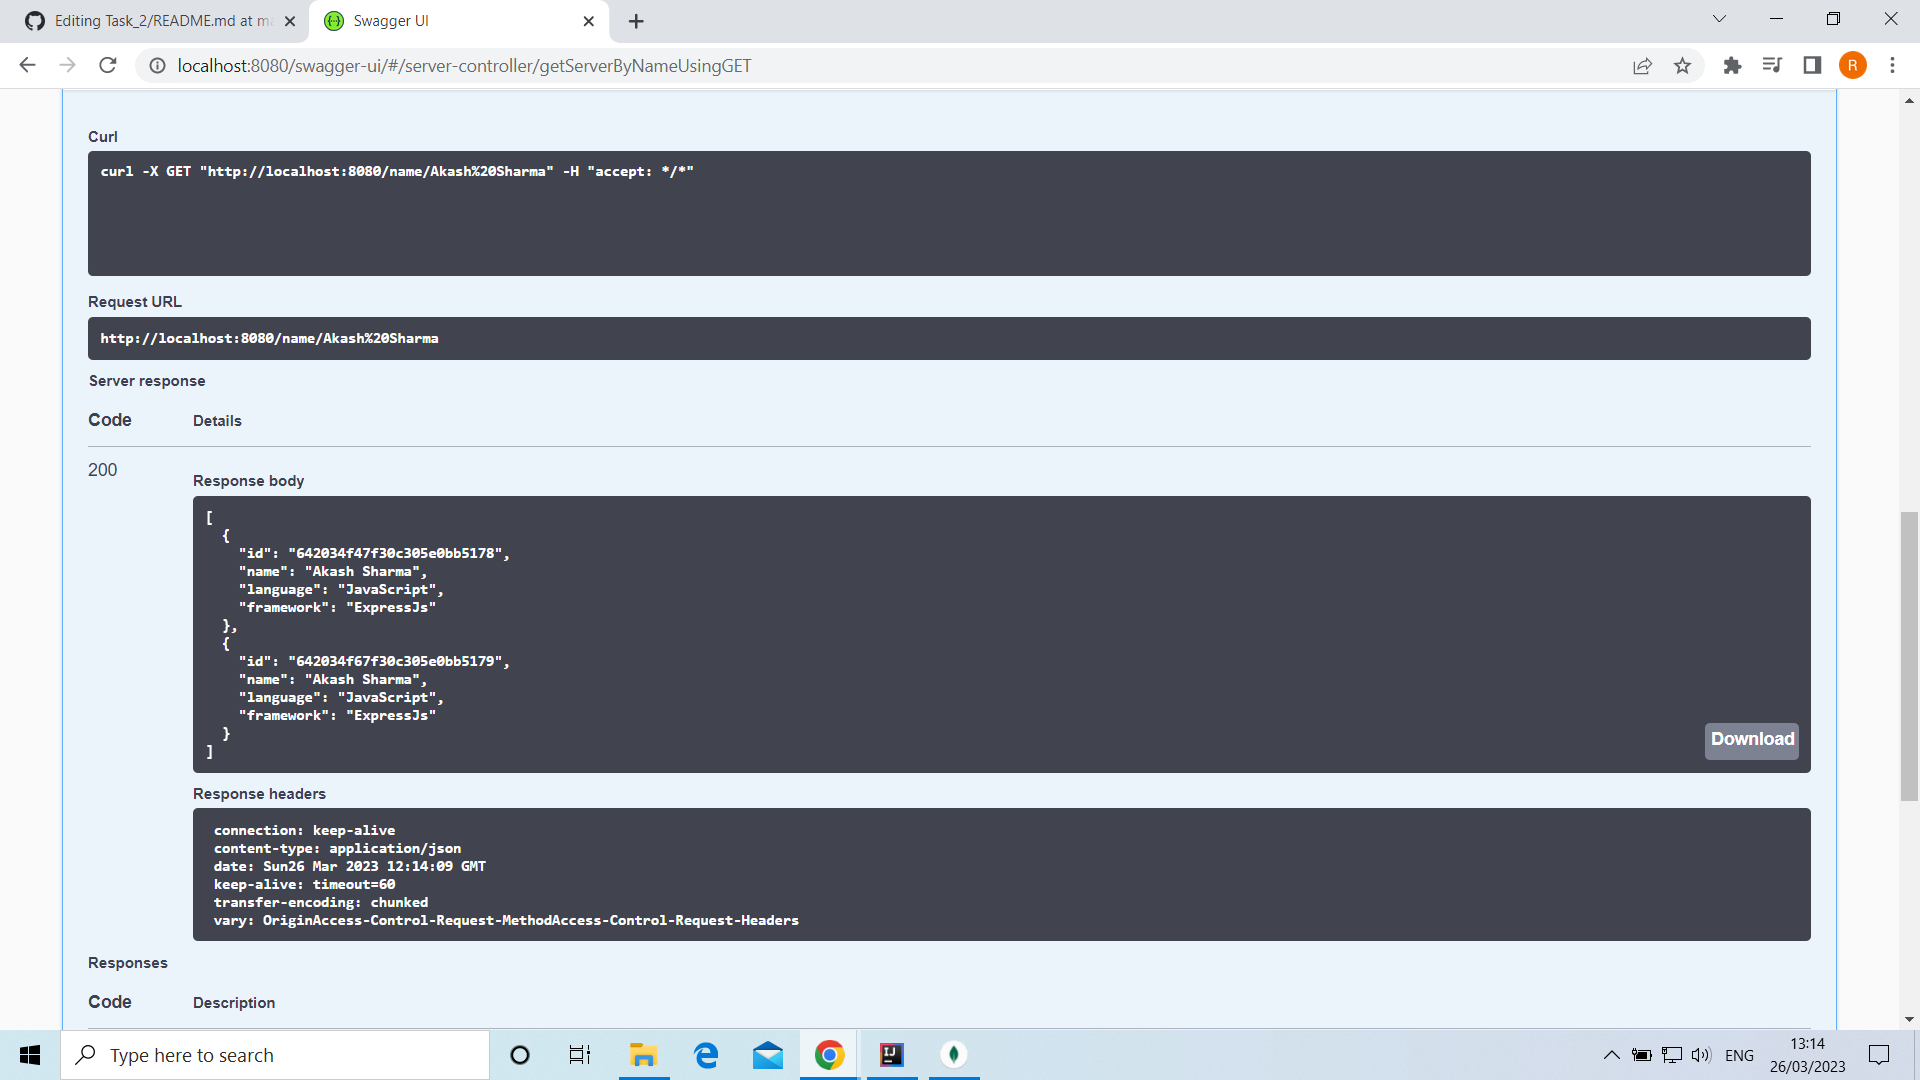 Editing Task_2/README.md at ma
Swagger UI
localhost:8080/swagger-ui/#/server-controller/getServerByNameUsingGET
R
Curl
curl -X GET "http://localhost:8080/name/Akash%20Sharma" -H "accept: */*"
Request URL
http://localhost:8080/name/Akash%20Sharma
Server response
Code Details
200
Response body
[
  {
    "id": "642034f47f30c305e0bb5178",
    "name": "Akash Sharma",
    "language": "JavaScript",
    "framework": "ExpressJs"
  },
  {
    "id": "642034f67f30c305e0bb5179",
    "name": "Akash Sharma",
    "language": "JavaScript",
    "framework": "ExpressJs"
  }
]
Download
Response headers
connection: keep-alive
content-type: application/json
date: Sun26 Mar 2023 12:14:09 GMT
keep-alive: timeout=60
transfer-encoding: chunked
vary: OriginAccess-Control-Request-MethodAccess-Control-Request-Headers
Responses
Code Description
Type here to search
IJ
ENG
13:14
26/03/2023